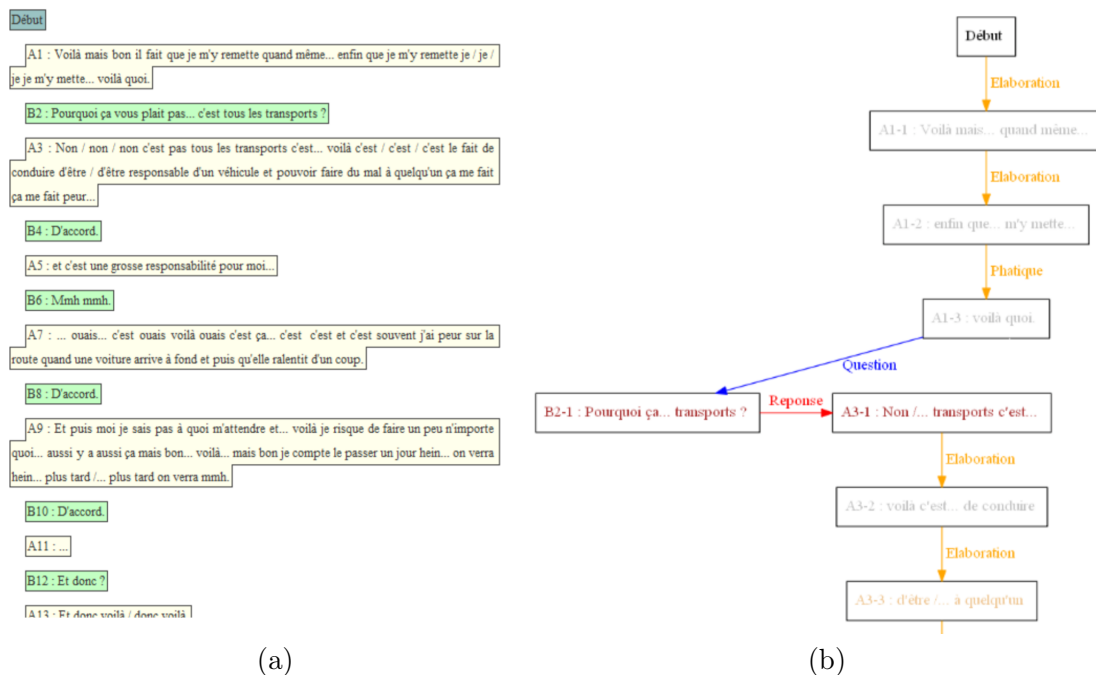 Début
A1 : Voilà mais bon il fait que je m'y remette quand même... enfin que je m'y remette je / je /
je je m'y mette... voilà quoi.
B2 : Pourquoi ça vous plait pas... c'est tous les transports ?
A3 : Non / non / non c'est pas tous les transports c'est... voilà c'est / c'est / c'est le fait de
conduire d'être / d'être responsable d'un véhicule et pouvoir faire du mal à quelqu'un ça me fait
ça me fait peur...
B4 : D'accord.
A5 : et c'est une grosse responsabilité pour moi...
B6 : Mmh mmh.
A7 : ... ouais... c'est ouais voilà ouais c'est ça... c'est c'est et c'est souvent j'ai peur sur la
route quand une voiture arrive à fond et puis qu'elle ralentit d'un coup.
B8 : D'accord.
A9 : Et puis moi je sais pas à quoi m'attendre et... voilà je risque de faire un peu n'importe
quoi... aussi y a aussi ça mais bon... voilà... mais bon je compte le passer un jour hein... on verra
hein... plus tard /... plus tard on verra mmh.
B10 : D'accord.
A11 : ...
B12 : Et donc ?
A13 : Et donc voilà / donc voilà
(a)
Début
Elaboration
A1-1 : Voilà mais... quand même...
Elaboration
A1-2 : enfin que... m'y mette...
Phatique
A1-3 : voilà quoi.
Question
B2-1 : Pourquoi ça... transports ?
Reponse
A3-1 : Non /... transports c'est...
Elaboration
A3-2 : voilà c'est... de conduire
Elaboration
A3-3 : d'être /... à quelqu'un
(b)